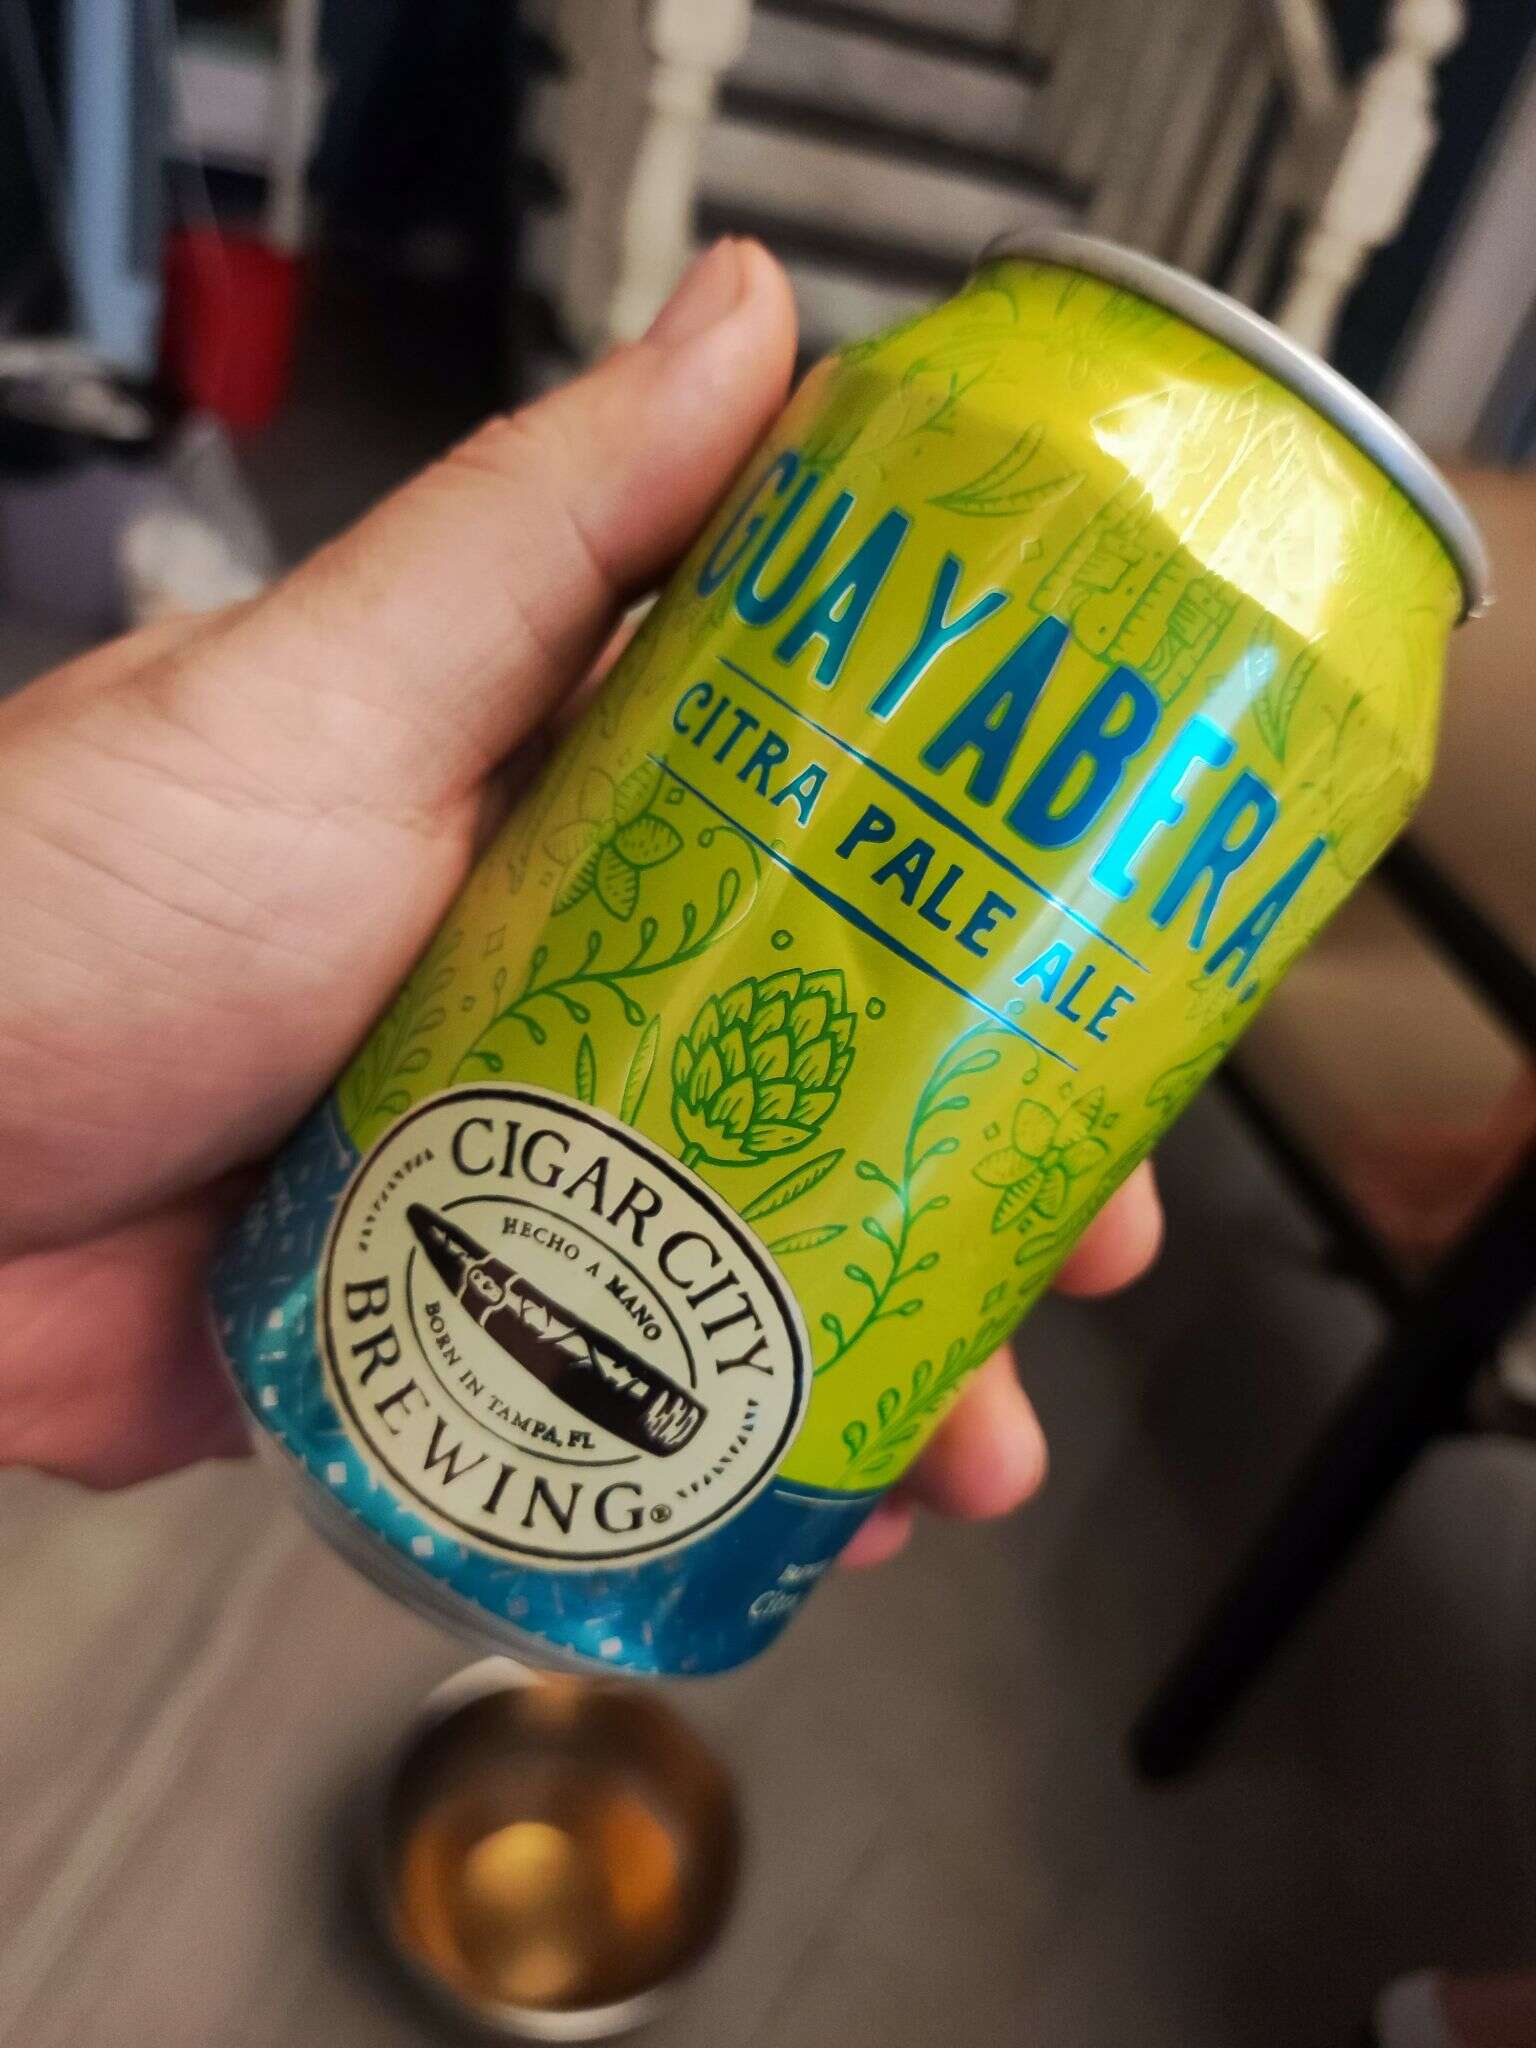 GUAYABERA.
CITRA PALE ALE
CIGAR CITY
HECHO A MANO
BORN IN TAMPA, FL
BREWING®